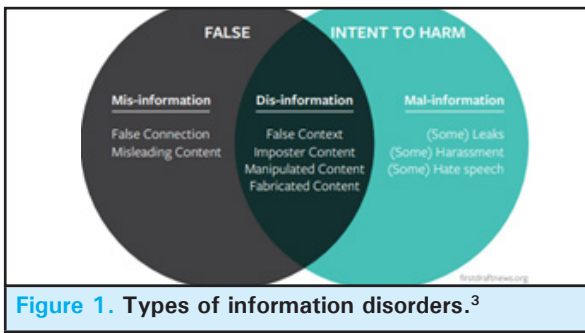 FALSE
INTENT TO HARM
Mis-information
False Connection
Misleading Content
Dis-information
False Context
Imposter Content
Manipulated Content
Fabricated Content
Mal-information
(Some) Leaks
(Some) Harassment
(Some) Hate speech
firstdraftnews.org
Figure 1. Types of information disorders.³